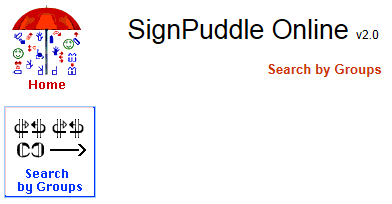 SignPuddle Online v2.0
Search by Groups
Home
Search
by Groups